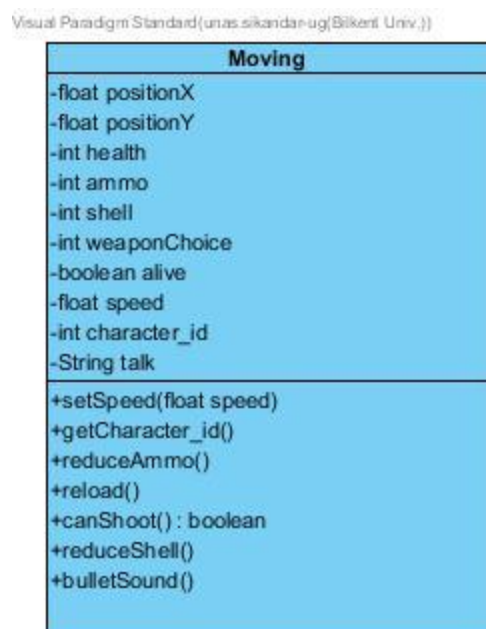 Visual Paradigm Standard(unas.sikandar-ug(Bilkent Univ.))
Moving
-float positionX
-float positionY
-int health
-int ammo
-int shell
-int weaponChoice
-boolean alive
-float speed
-int character_id
-String talk
+setSpeed(float speed)
+getCharacter_id()
+reduceAmmo()
+reload()
+canShoot() : boolean
+reduceShell()
+bulletSound()